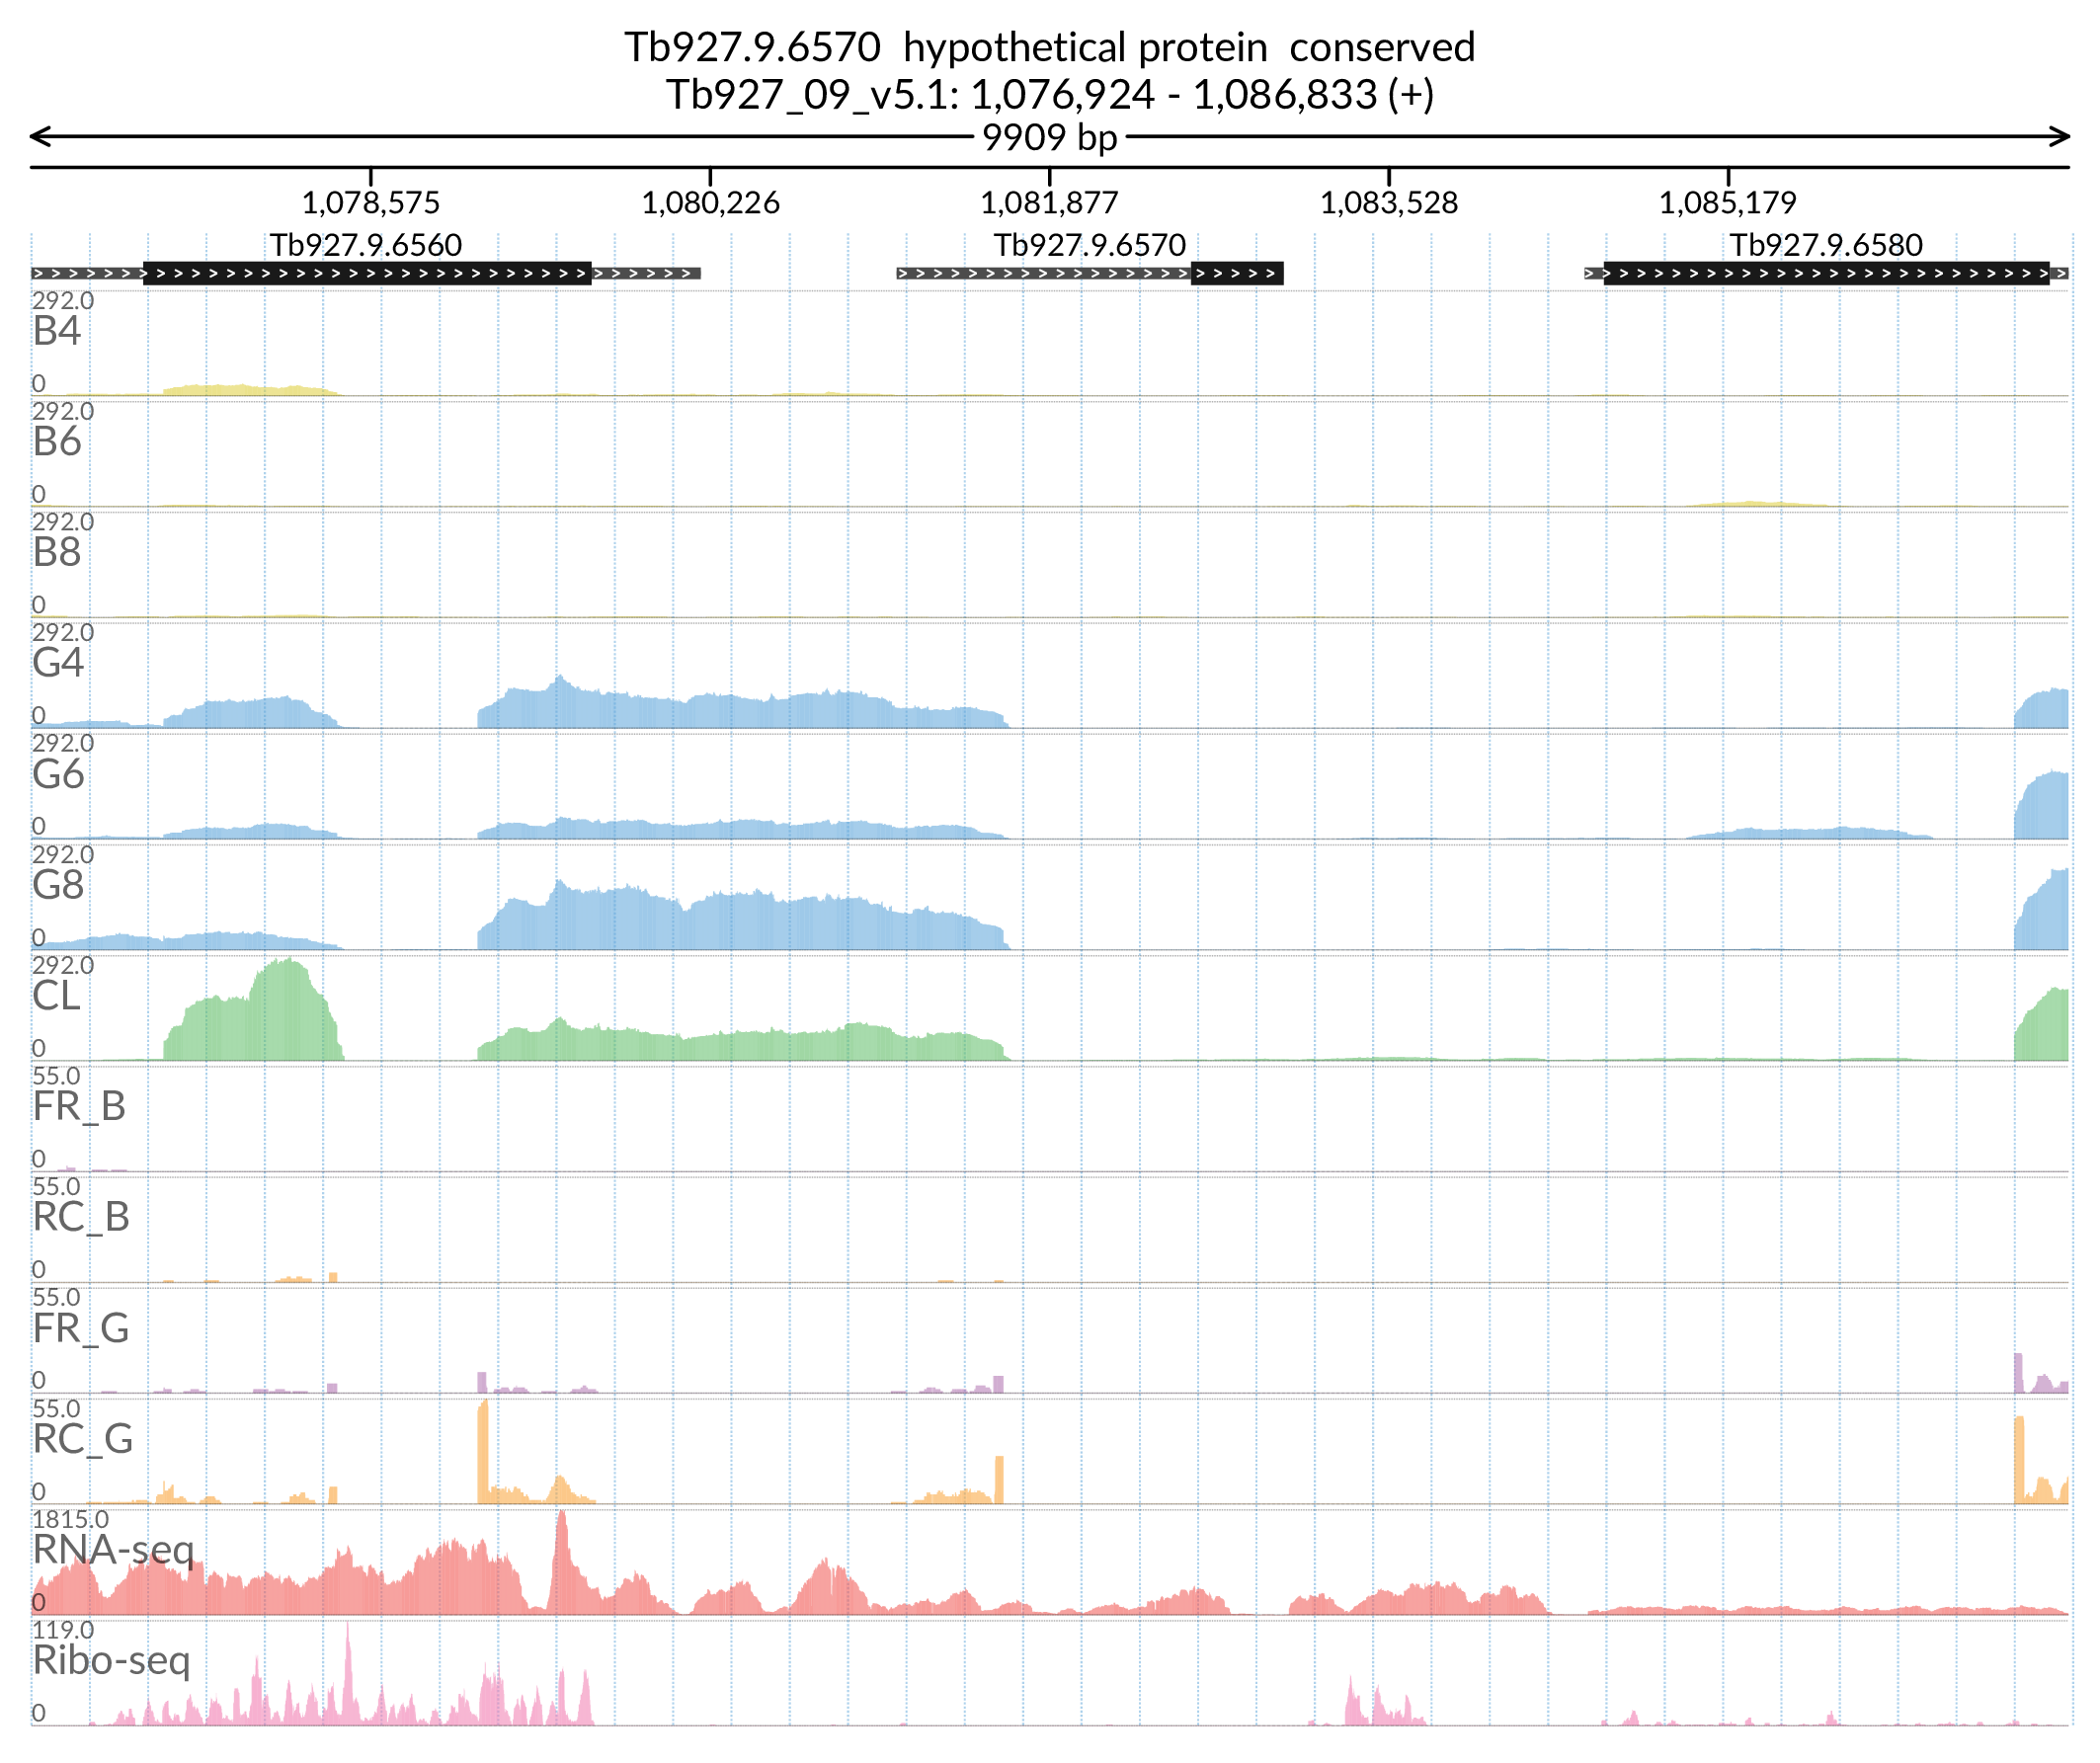 Tb927.9.6570  hypothetical protein  conserved
Tb927_09_v5.1: 1,076,924 - 1,086,833 (+)
9909 bp
1,078,575 1,080,226 1,081,877 1,083,528 1,085,179
Tb927.9.6560 Tb927.9.6570 Tb927.9.6580
292.0
B4
0
292.0
B6
0
292.0
B8
0
292.0
G4
0
292.0
G6
0
292.0
G8
0
292.0
CL
0
55.0
FR_B
0
55.0
RC_B
0
55.0
FR_G
0
55.0
RC_G
0
1815.0
RNA-seq
0
119.0
Ribo-seq
0